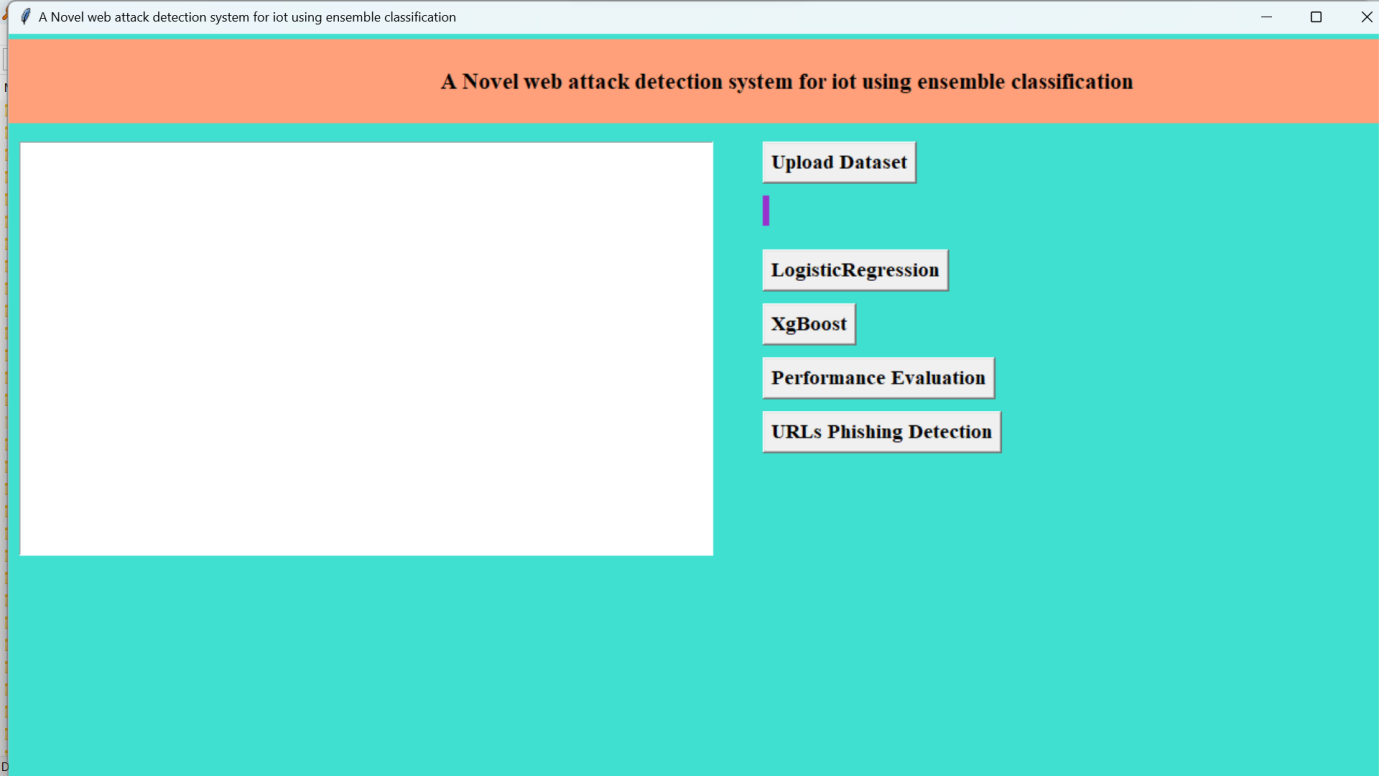 A Novel web attack detection system for iot using ensemble classification
A Novel web attack detection system for iot using ensemble classification
Upload Dataset
LogisticRegression
XgBoost
Performance Evaluation
URLs Phishing Detection